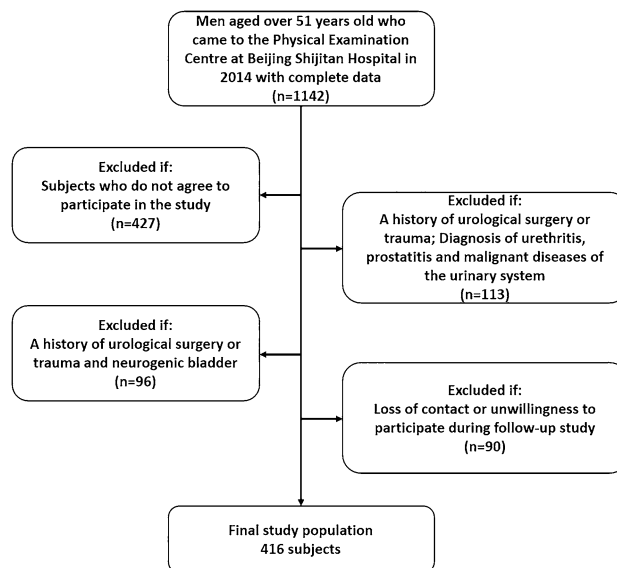 Men aged over 51 years old who
came to the Physical Examination
Centre at Beijing Shijitan Hospital in
2014 with complete data
(n=1142)
Excluded if:
Subjects who do not agree to
participate in the study
(n=427)
Excluded if:
A history of urological surgery or
trauma; Diagnosis of urethritis,
prostatitis and malignant diseases of
the urinary system
(n=113)
Excluded if:
A history of urological surgery or
trauma and neurogenic bladder
(n=96)
Excluded if:
Loss of contact or unwillingness to
participate during follow-up study
(n=90)
Final study population
416 subjects